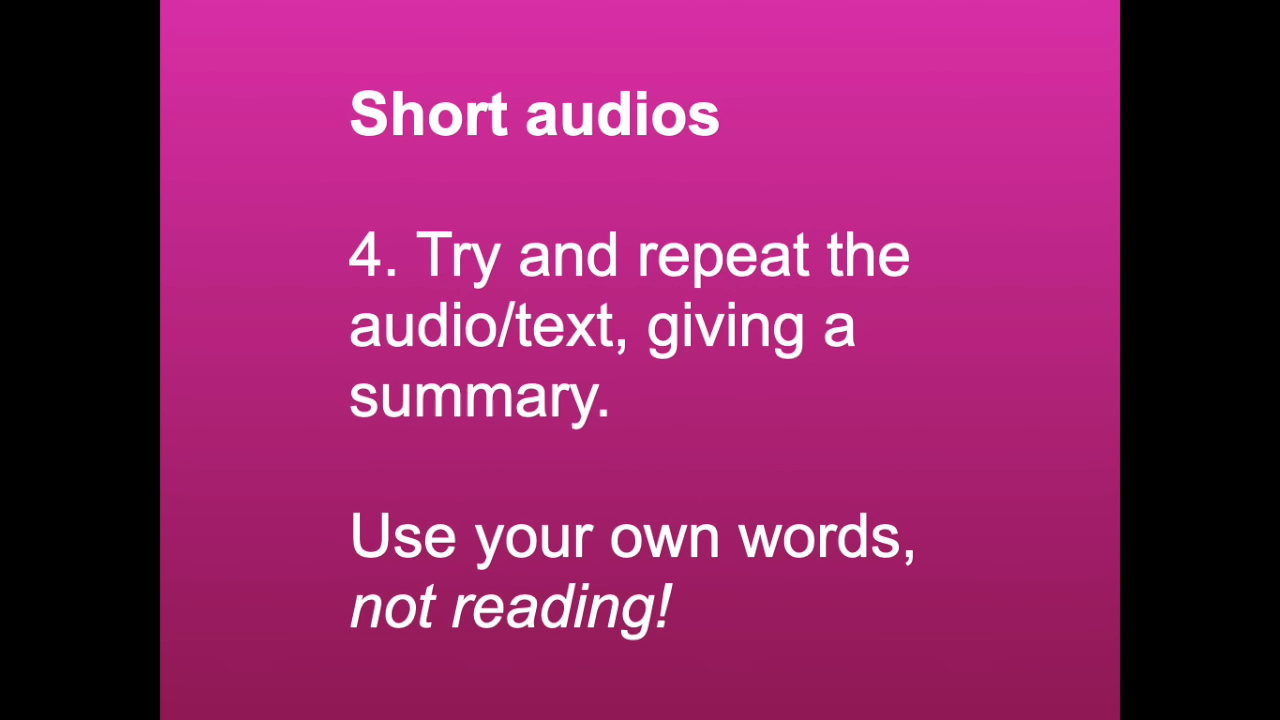 Short audios
4. Try and repeat the
audio/text, giving a
summary.
Use your own words,
not reading!